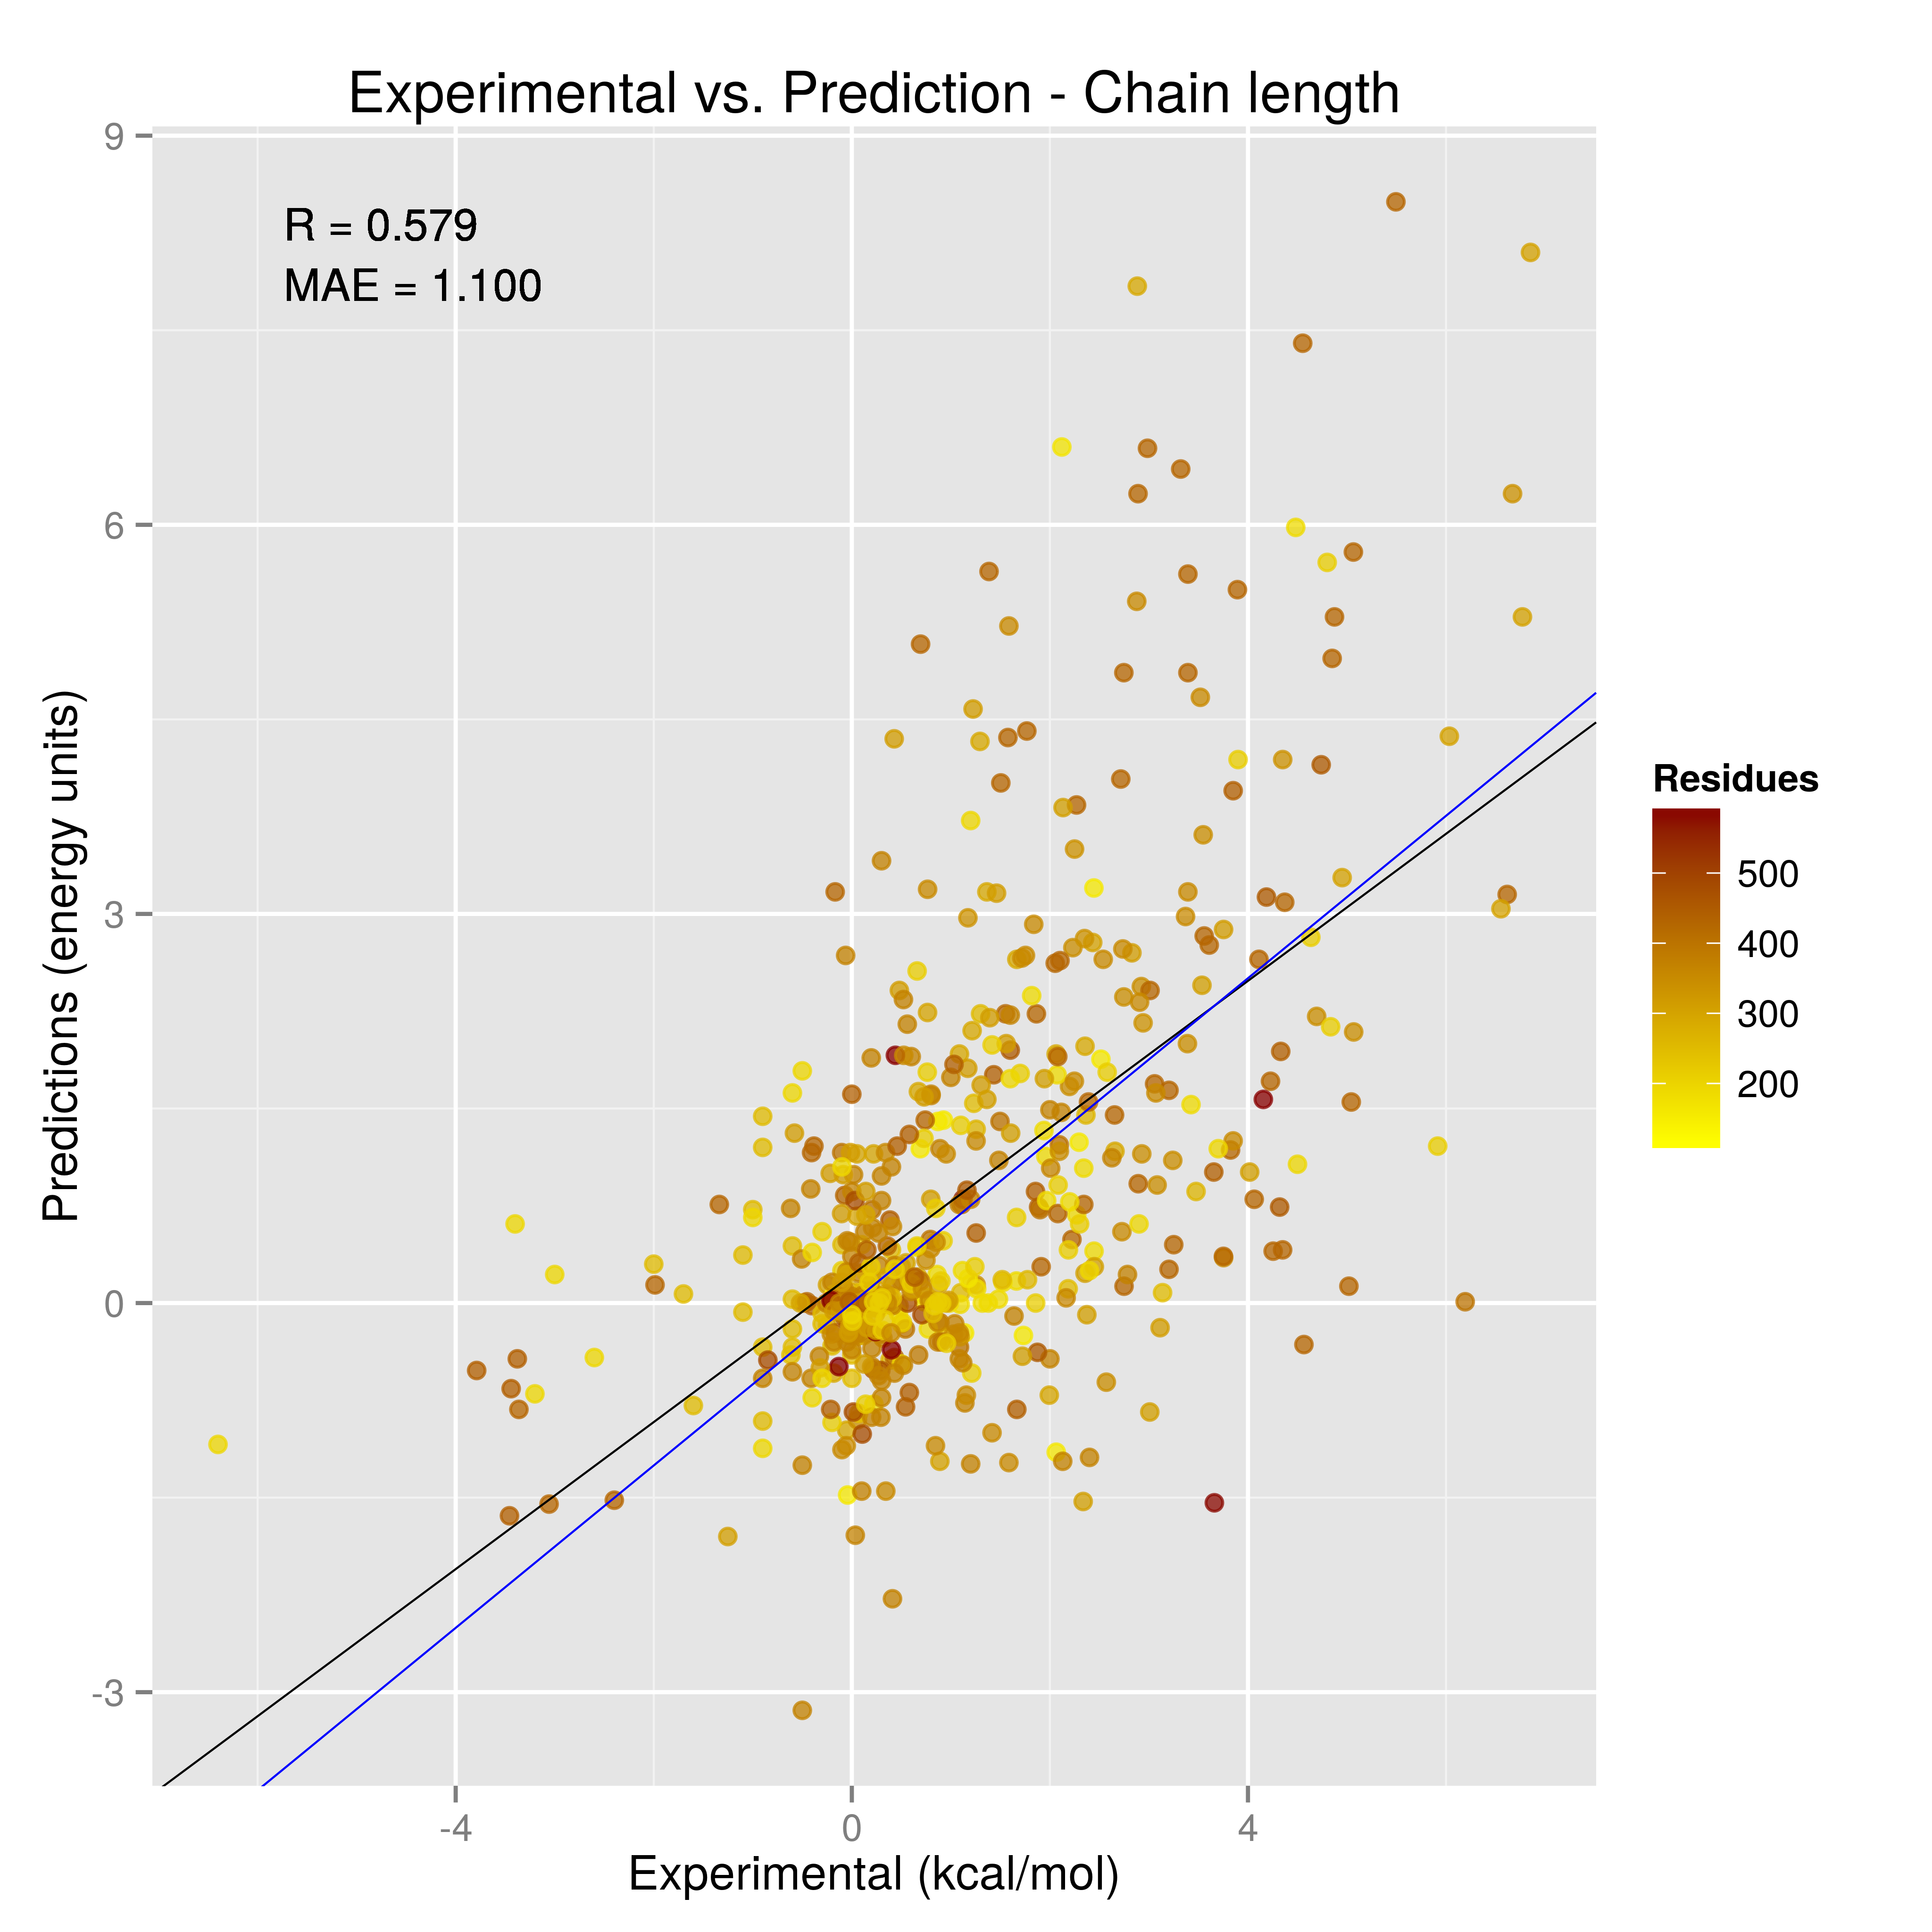 Experimental vs. Prediction - Chain length
R = 0.579
MAE = 1.100
9
6
3
0
-3
Predictions (energy units)
-4
0
4
Experimental (kcal/mol)
Residues
500
400
300
200